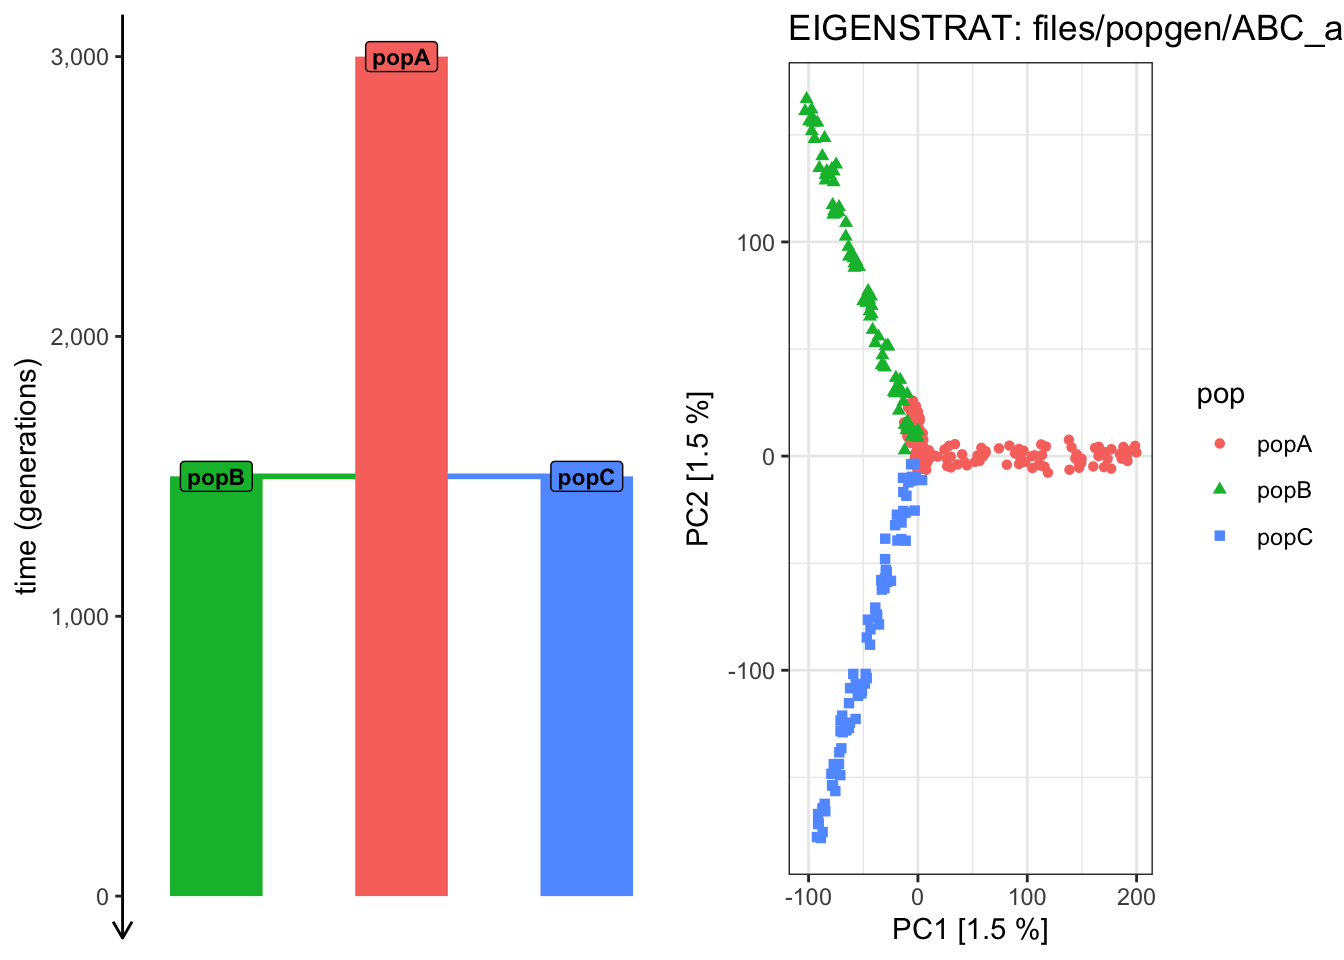 time (generations)
3,000
2,000
1,000
0
popA
popB
popC
EIGENSTRAT: files/popgen/ABC_a
PC2 [1.5 %]
100
0
-100
-100
0
100
200
PC1 [1.5 %]
pop
popA
popB
popC